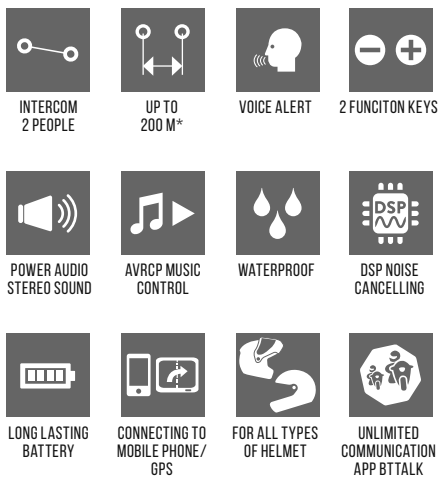 INTERCOM
2 PEOPLE
UP TO
200 M*
VOICE ALERT
2 FUNCITON KEYS
POWER AUDIO
STEREO SOUND
AVRCP MUSIC
CONTROL
WATERPROOF
DSP
DSP NOISE
CANCELLING
LONG LASTING
BATTERY
CONNECTING TO
MOBILE PHONE/
GPS
FOR ALL TYPES
OF HELMET
UNLIMITED
COMMUNICATION
APP BTTALK